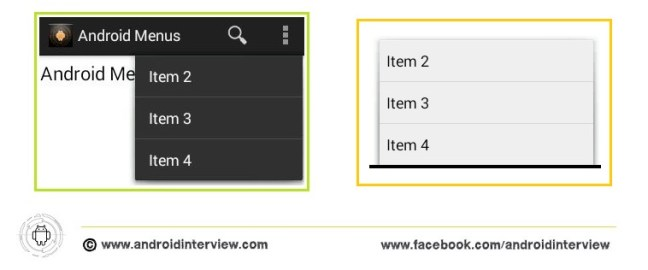 Android Menus
Android Me
Item 2
Item 3
Item 4
Item 2
Item 3
Item 4
© www.androidinterview.com
www.facebook.com/androidinterview